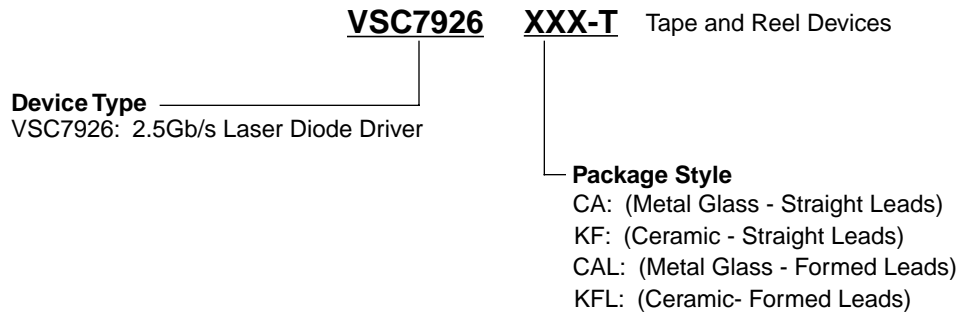 VSC7926 XXX-T Tape and Reel Devices
Device Type
VSC7926: 2.5Gb/s Laser Diode Driver
Package Style
CA: (Metal Glass - Straight Leads)
KF: (Ceramic - Straight Leads)
CAL: (Metal Glass - Formed Leads)
KFL: (Ceramic- Formed Leads)